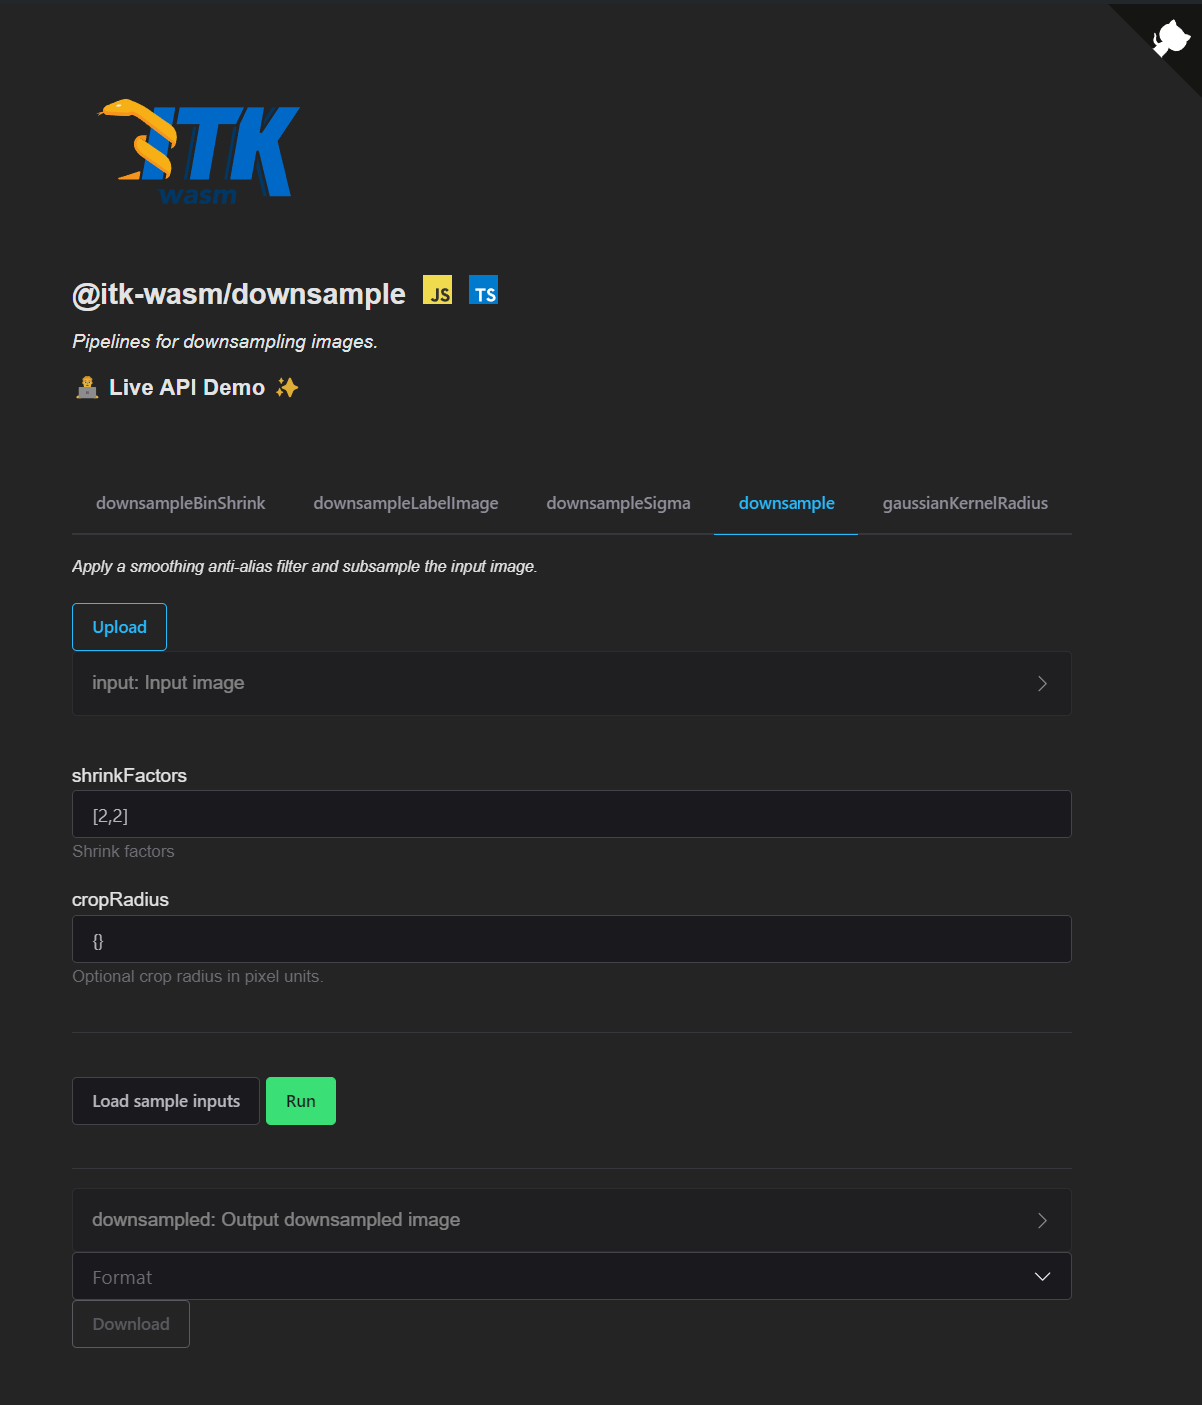 ITK
wasm
@itk-wasm/downsample JS TS
Pipelines for downsampling images.
Live API Demo
downsampleBinShrink downsampleLabelImage downsampleSigma downsample gaussianKernelRadius
Apply a smoothing anti-alias filter and subsample the input image.
Upload
input: Input image
shrinkFactors
[2,2]
Shrink factors
cropRadius
{}
Optional crop radius in pixel units.
Load sample inputs Run
downsampled: Output downsampled image
Format
Download